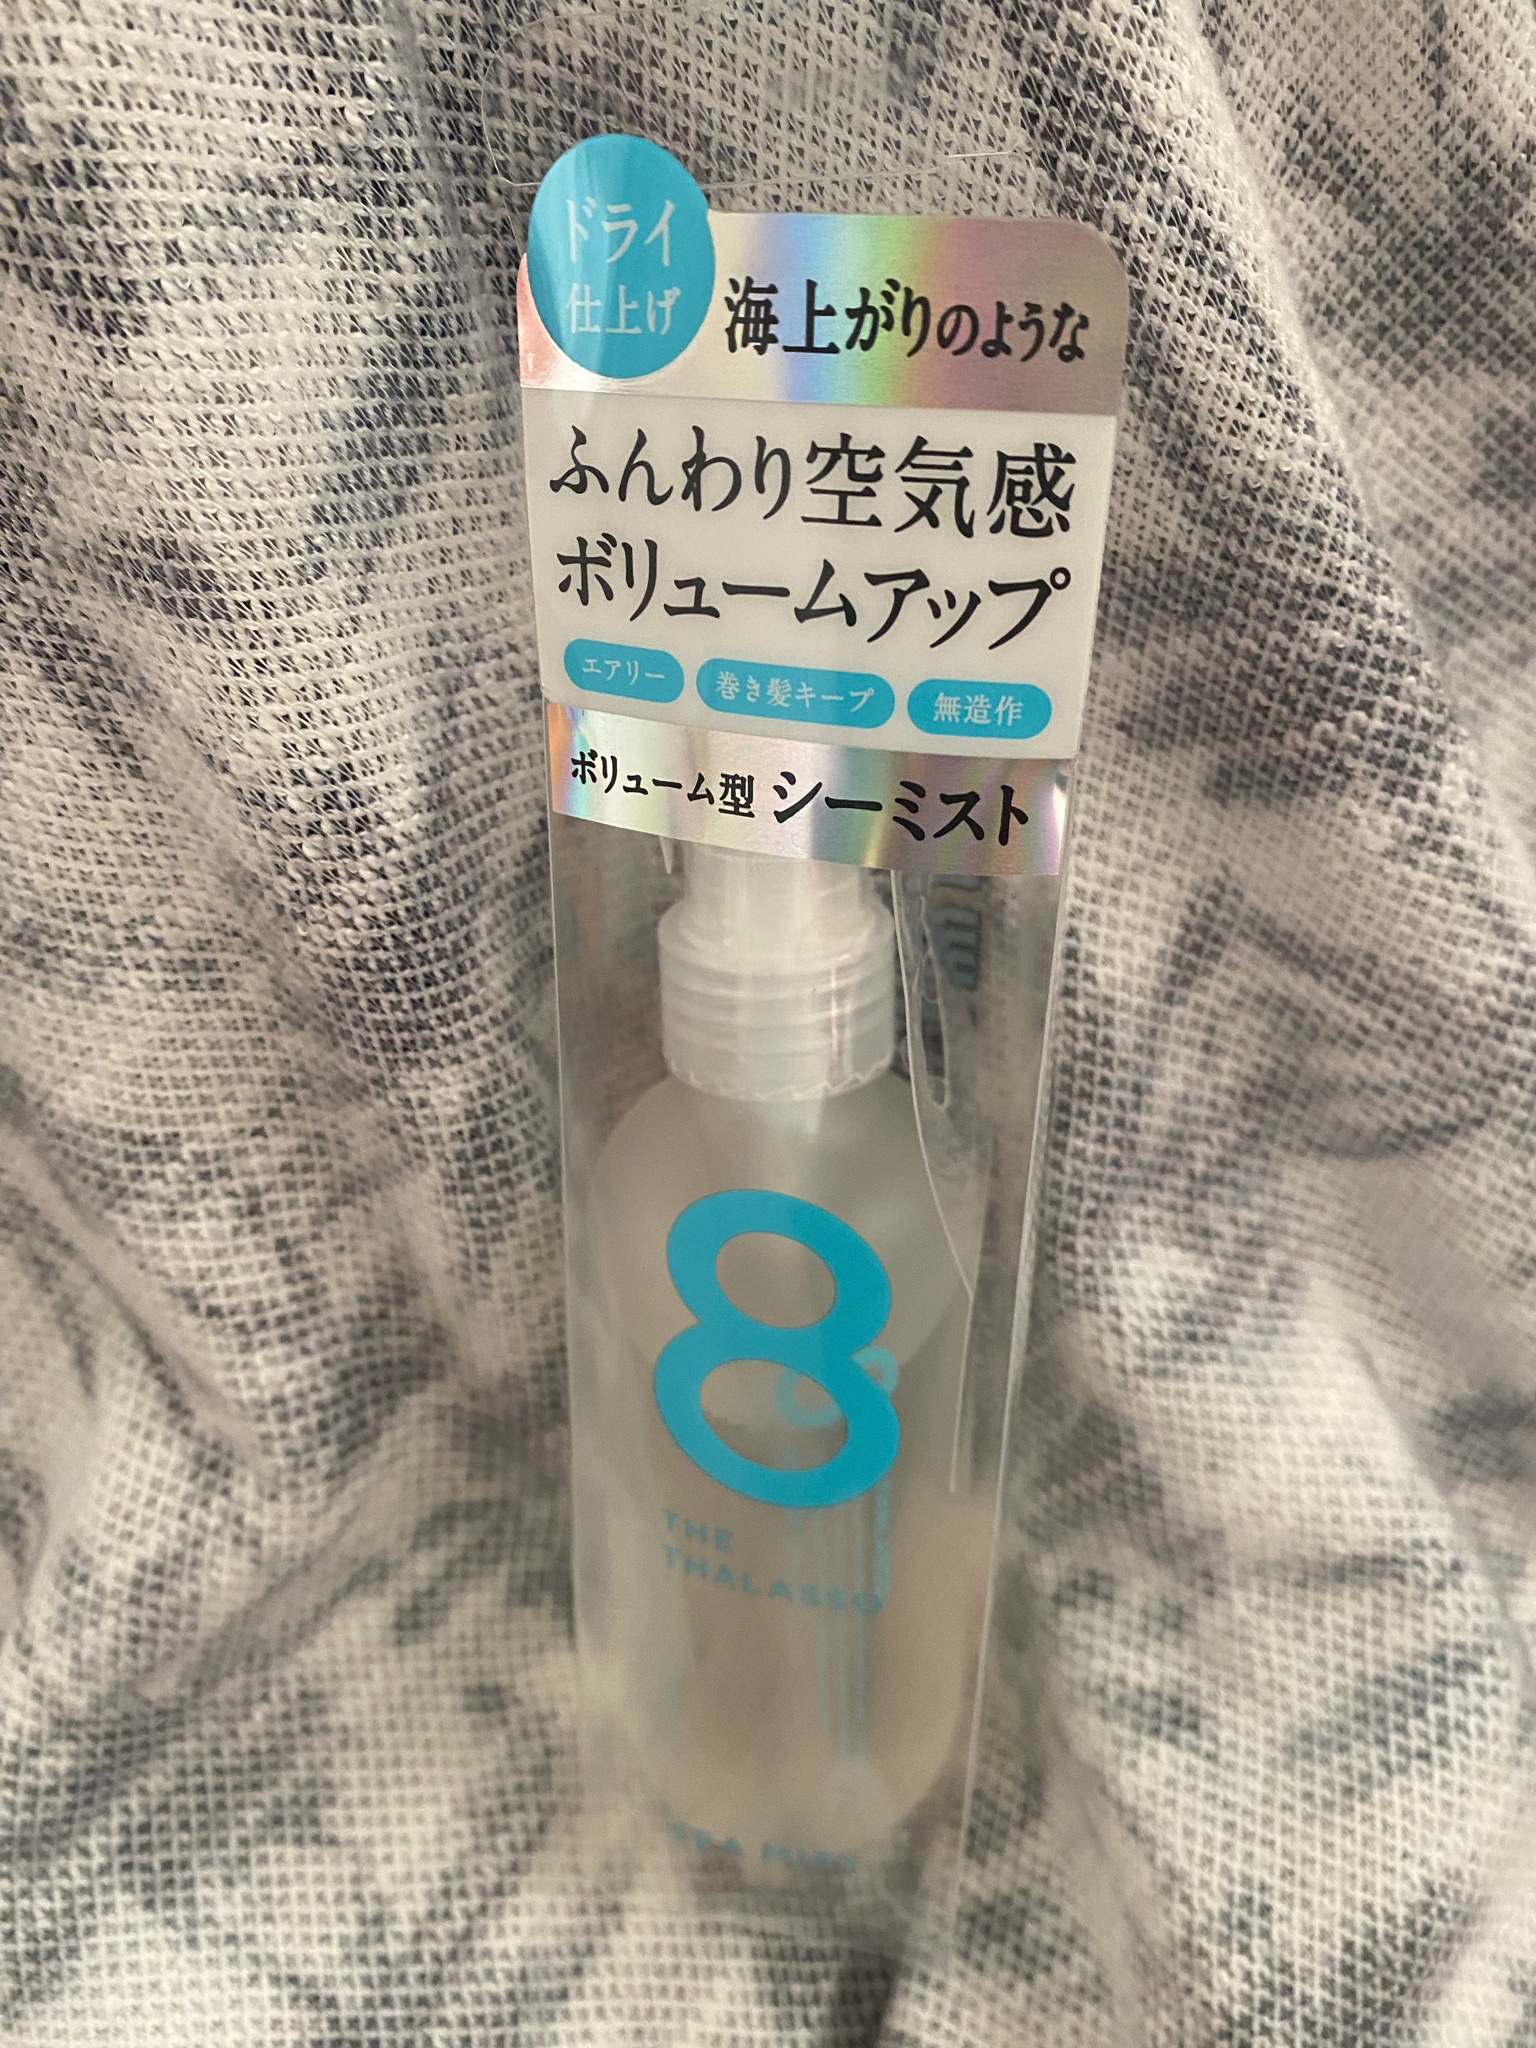 ドライ
仕上げ
海上がりのような
ふんわり空気感
ボリュームアップ
エアリー
巻き髪キープ
無造作
ボリューム型 シーミスト
8
THE
THALASSO
SEA MIST